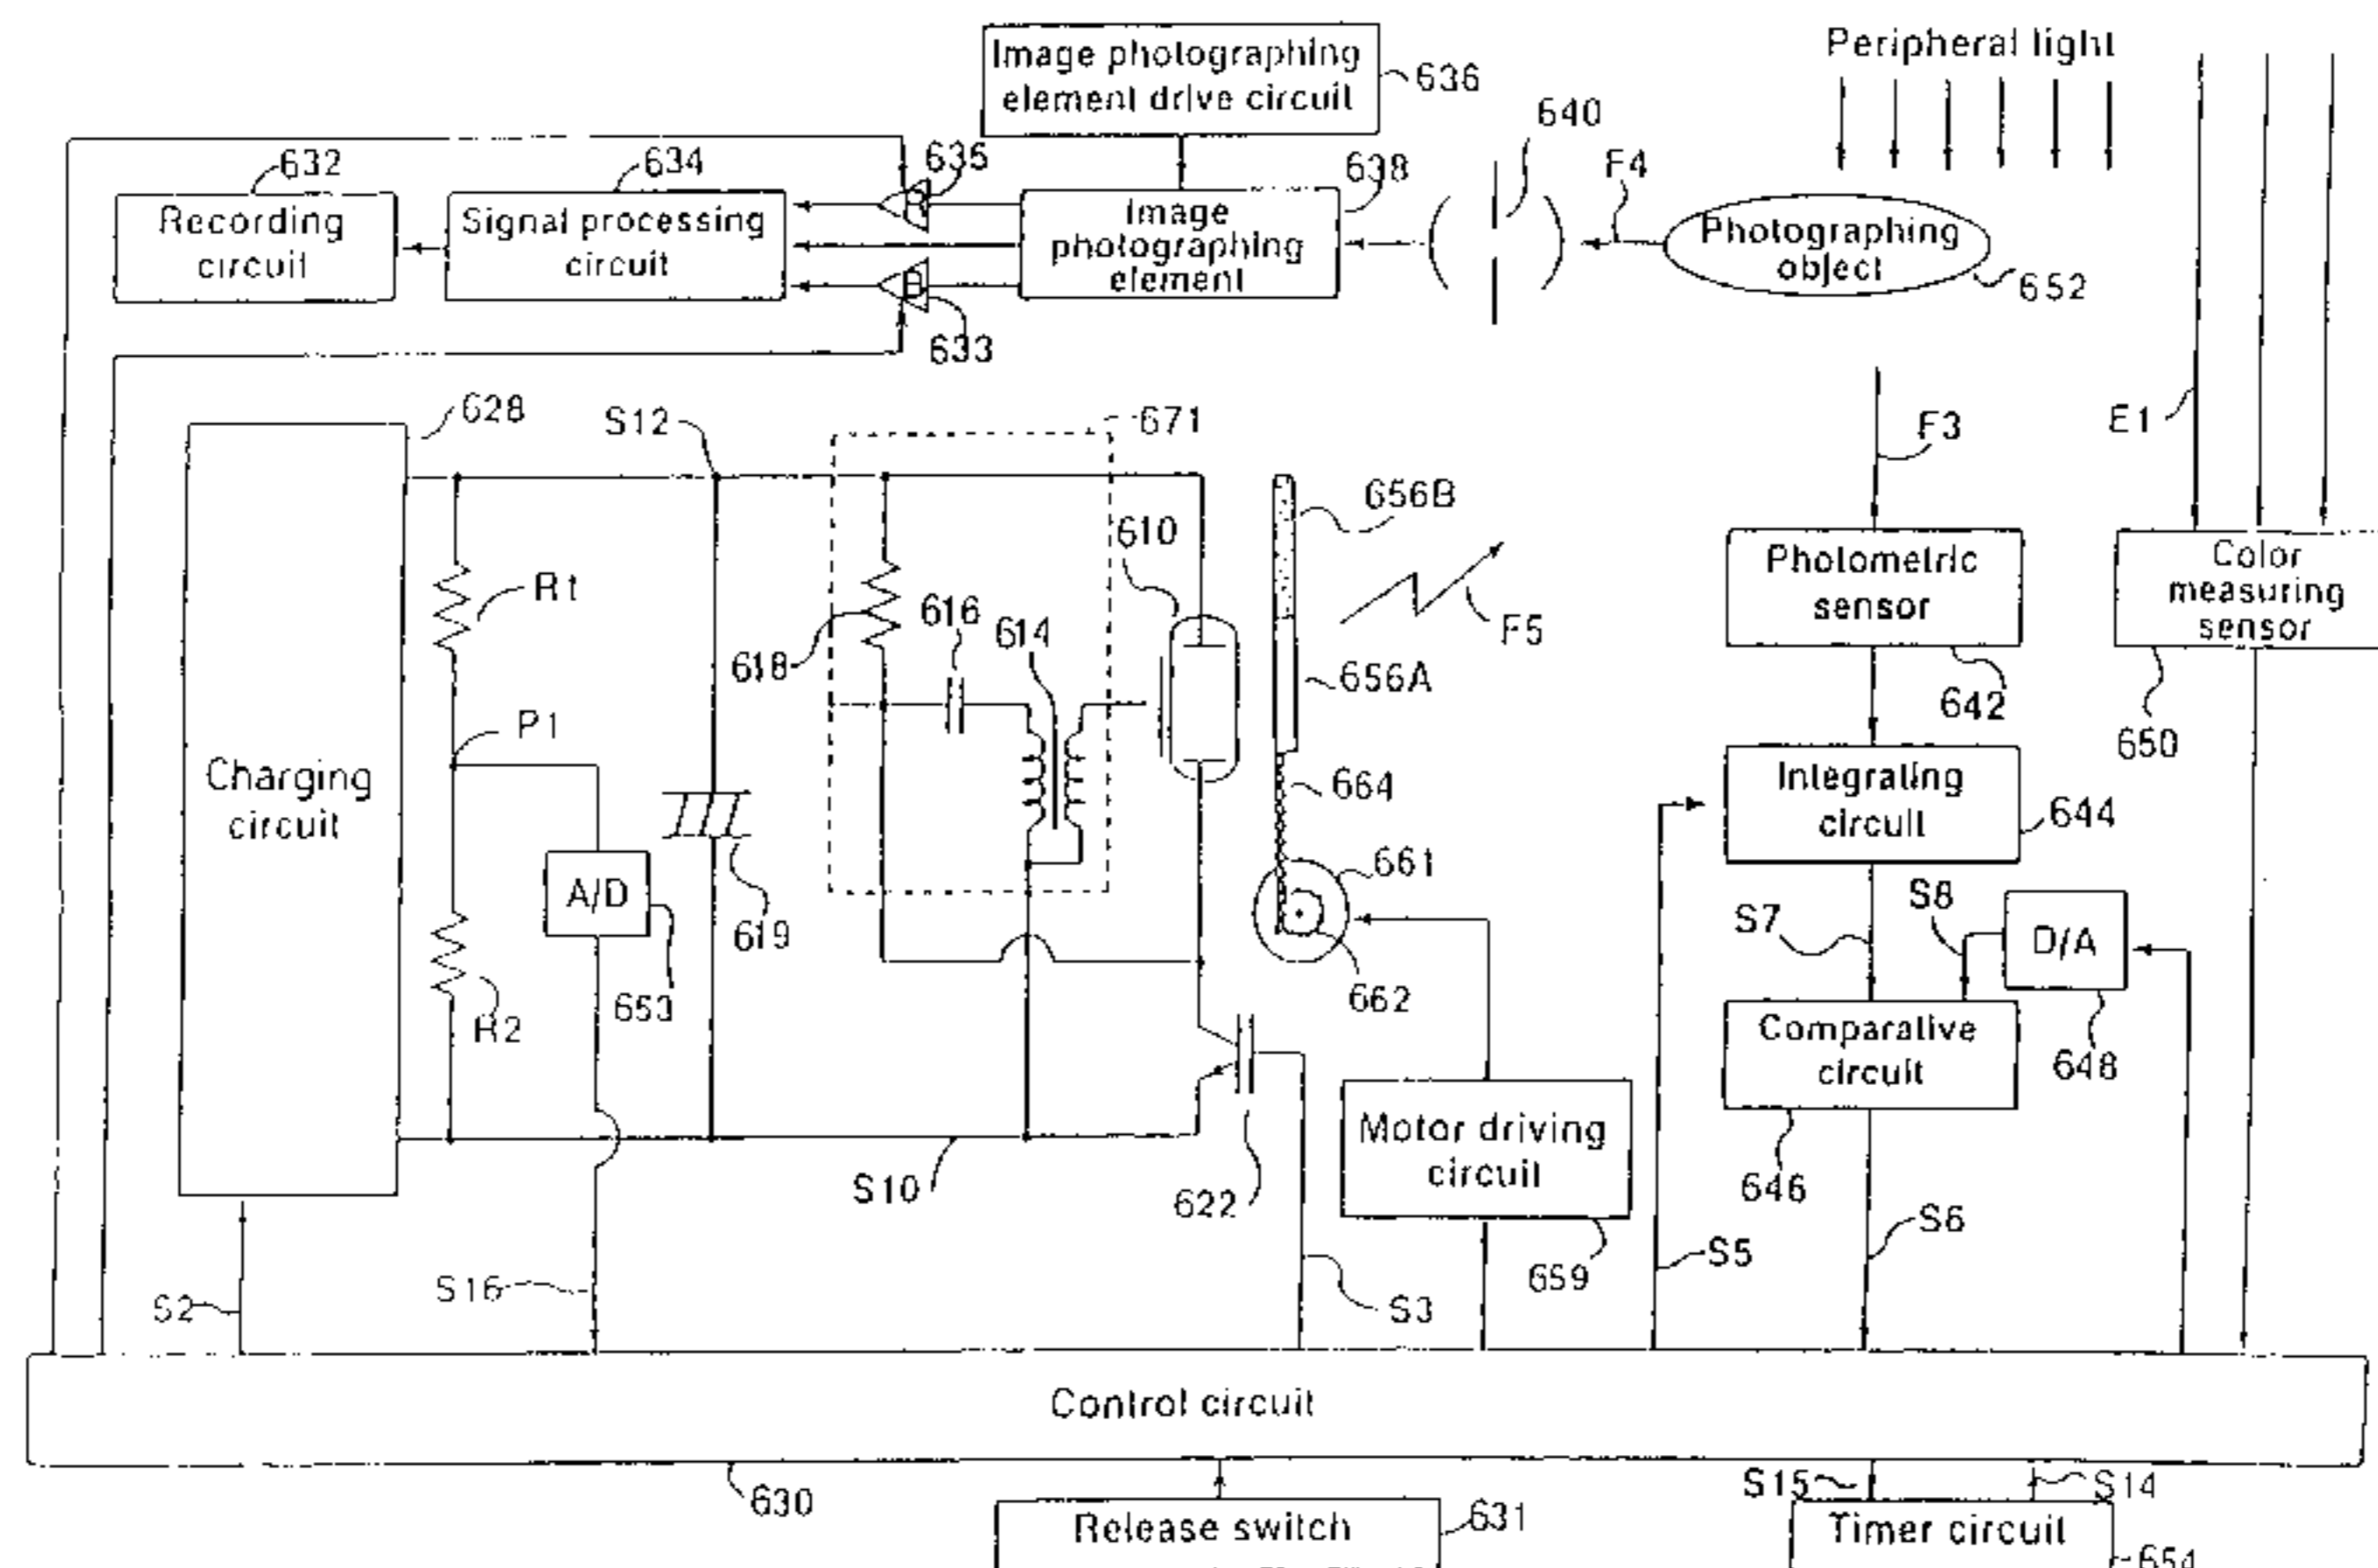 Image photographing
element drive circuit
636
Peripheral light
640
632
634
635
638
F4
Recording
circuit
Signal processing
circuit
R
Image
photographing
element
Photographing
object
652
B
633
628
S12
671
E1
F3
656B
610
Photometric
sensor
Color
measuring
sensor
R1
616
614
618
F5
656A
642
650
P1
Charging
circuit
664
Integrating
circuit
644
A/D
661
619
S7
S8
D/A
653
R2
662
Comparative
circuit
648
Motor driving
circuit
S10
622
646
S6
S5
659
S16
S2
S3
Control circuit
630
S15
S14
Release switch
631
Timer circuit
654